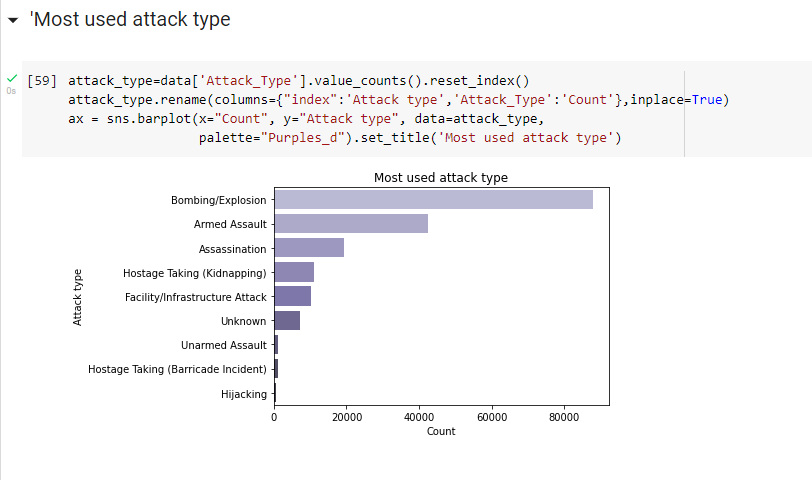 'Most used attack type
[59] attack_type=data['Attack_Type'].value_counts().reset_index()
0s
attack_type.rename(columns={"index":'Attack type','Attack_Type':'Count'},inplace=True)
ax = sns.barplot(x="Count", y="Attack type", data=attack_type,
palette="Purples_d").set_title('Most used attack type')
Most used attack type
Bombing/Explosion
Armed Assault
Assassination
Hostage Taking (Kidnapping)
Facility/Infrastructure Attack
Unknown
Unarmed Assault
Hostage Taking (Barricade Incident)
Hijacking
Attack type
0 20000 40000 60000 80000
Count